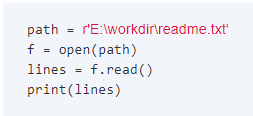 path = r'E:\workdir\readme.txt'
f = open(path)
lines = f.read()
print(lines)